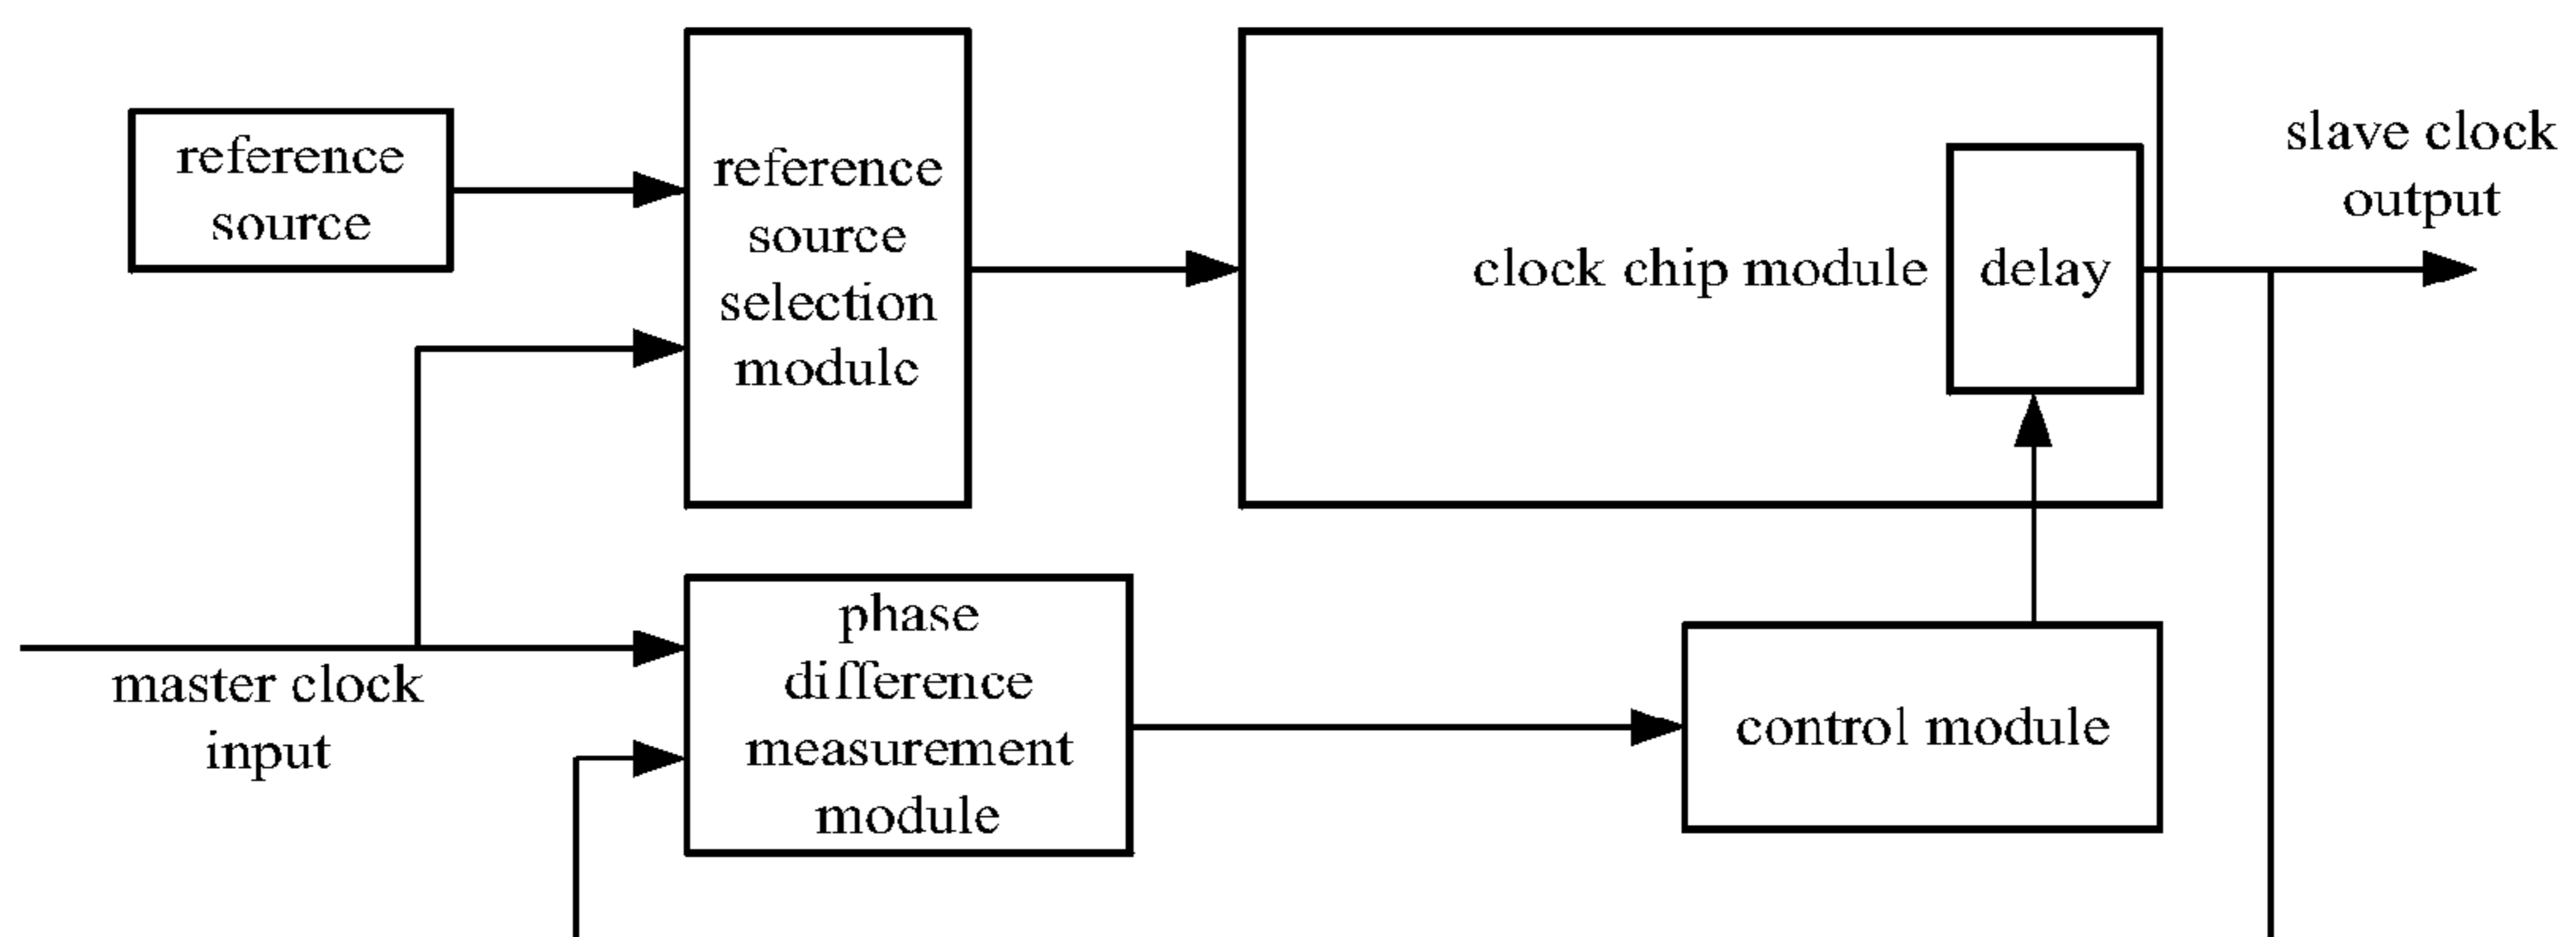 reference
source
reference
source
selection
module
clock chip module
delay
slave clock
output
master clock
input
phase
difference
measurement
module
control module